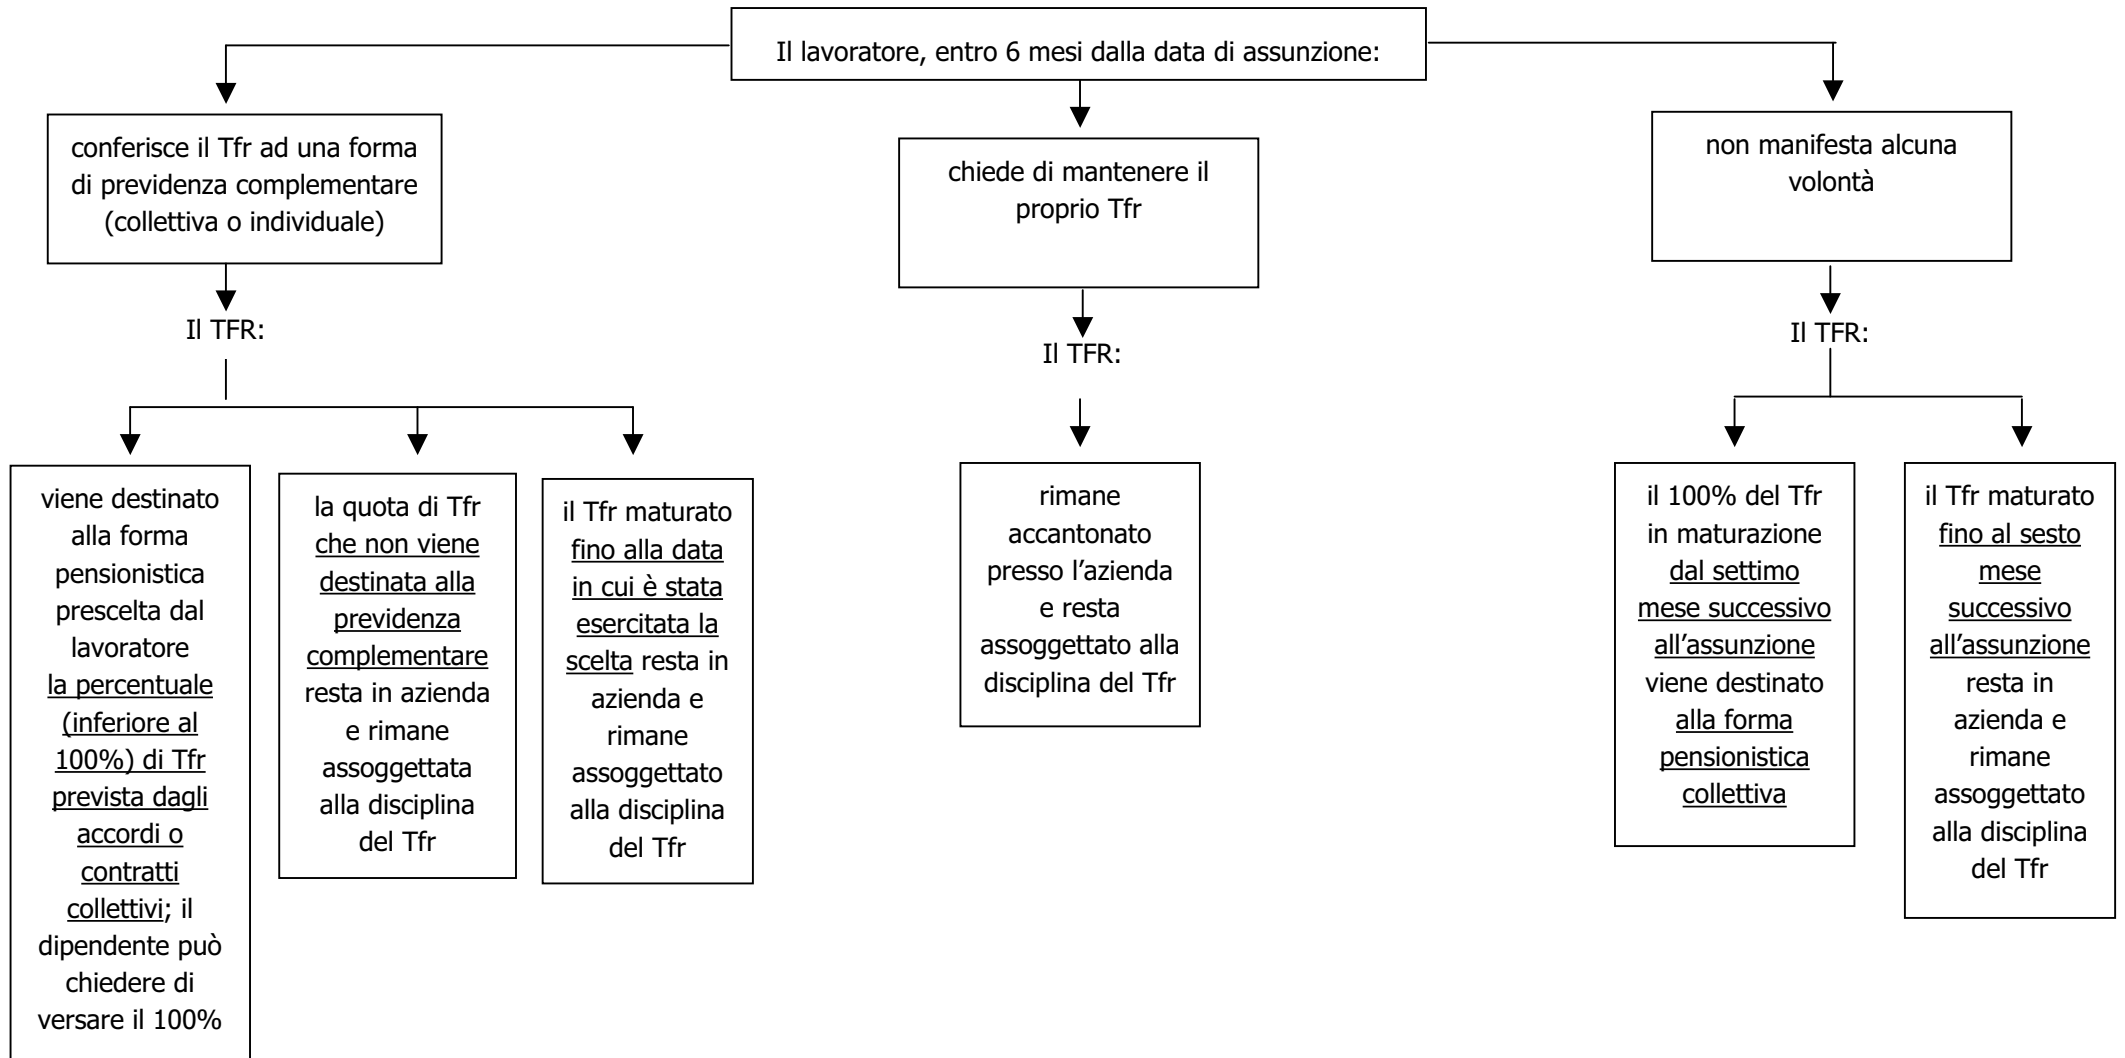 Il lavoratore, entro 6 mesi dalla data di assunzione:
conferisce il Tfr ad una forma
di previdenza complementare
(collettiva o individuale)
chiede di mantenere il
proprio Tfr
non manifesta alcuna
volontà
Il TFR:
Il TFR:
Il TFR:
viene destinato
alla forma
pensionistica
prescelta dal
lavoratore
la percentuale
(inferiore al
100%) di Tfr
prevista dagli
accordi o
contratti
collettivi; il
dipendente può
chiedere di
versare il 100%
la quota di Tfr
che non viene
destinata alla
previdenza
complementare
resta in azienda
e rimane
assoggettata
alla disciplina
del Tfr
il Tfr maturato
fino alla data
in cui è stata
esercitata la
scelta resta in
azienda e
rimane
assoggettato
alla disciplina
del Tfr
rimane
accantonato
presso l’azienda
e resta
assoggettato alla
disciplina del Tfr
il 100% del Tfr
in maturazione
dal settimo
mese successivo
all’assunzione
viene destinato
alla forma
pensionistica
collettiva
il Tfr maturato
fino al sesto
mese
successivo
all’assunzione
resta in
azienda e
rimane
assoggettato
alla disciplina
del Tfr